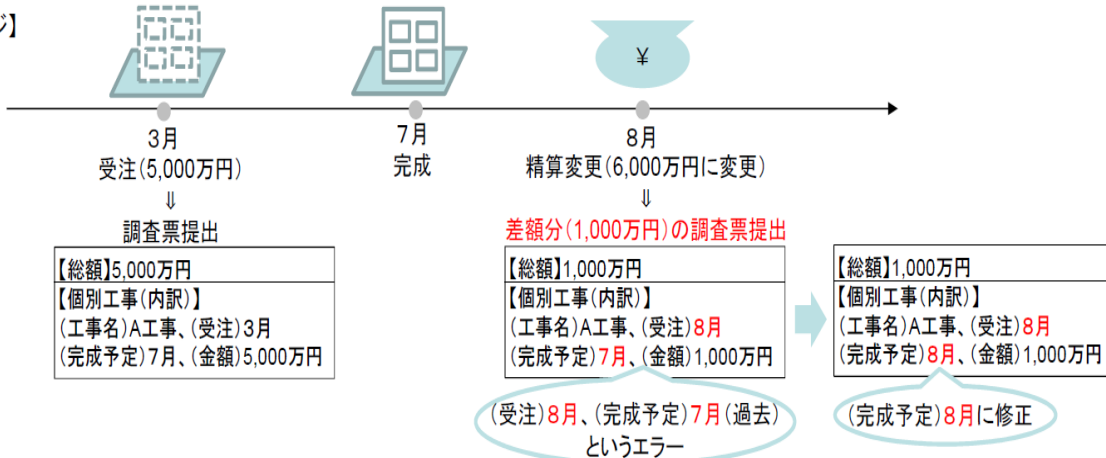 ジ】
¥
3月
受注(5,000万円)
⇓
調査票提出
【総額】5,000万円
【個別工事(内訳)】
(工事名)A工事、(受注)3月
(完成予定)7月、(金額)5,000万円
7月
完成
8月
精算変更(6,000万円に変更)
⇓
差額分(1,000万円)の調査票提出
【総額】1,000万円
【個別工事(内訳)】
(工事名)A工事、(受注)8月
(完成予定)7月、(金額)1,000万円
(受注)8月、(完成予定)7月(過去)
というエラー
【総額】1,000万円
【個別工事(内訳)】
(工事名)A工事、(受注)8月
(完成予定)8月、(金額)1,000万円
(完成予定)8月に修正